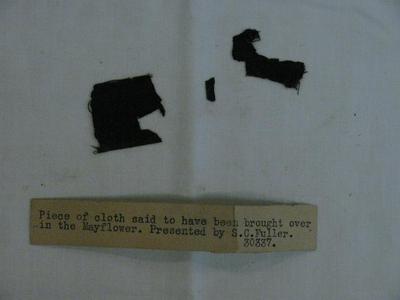 Piece of cloth said to have been brought over
in the Mayflower. Presented by S.C.Fuller.
30337.